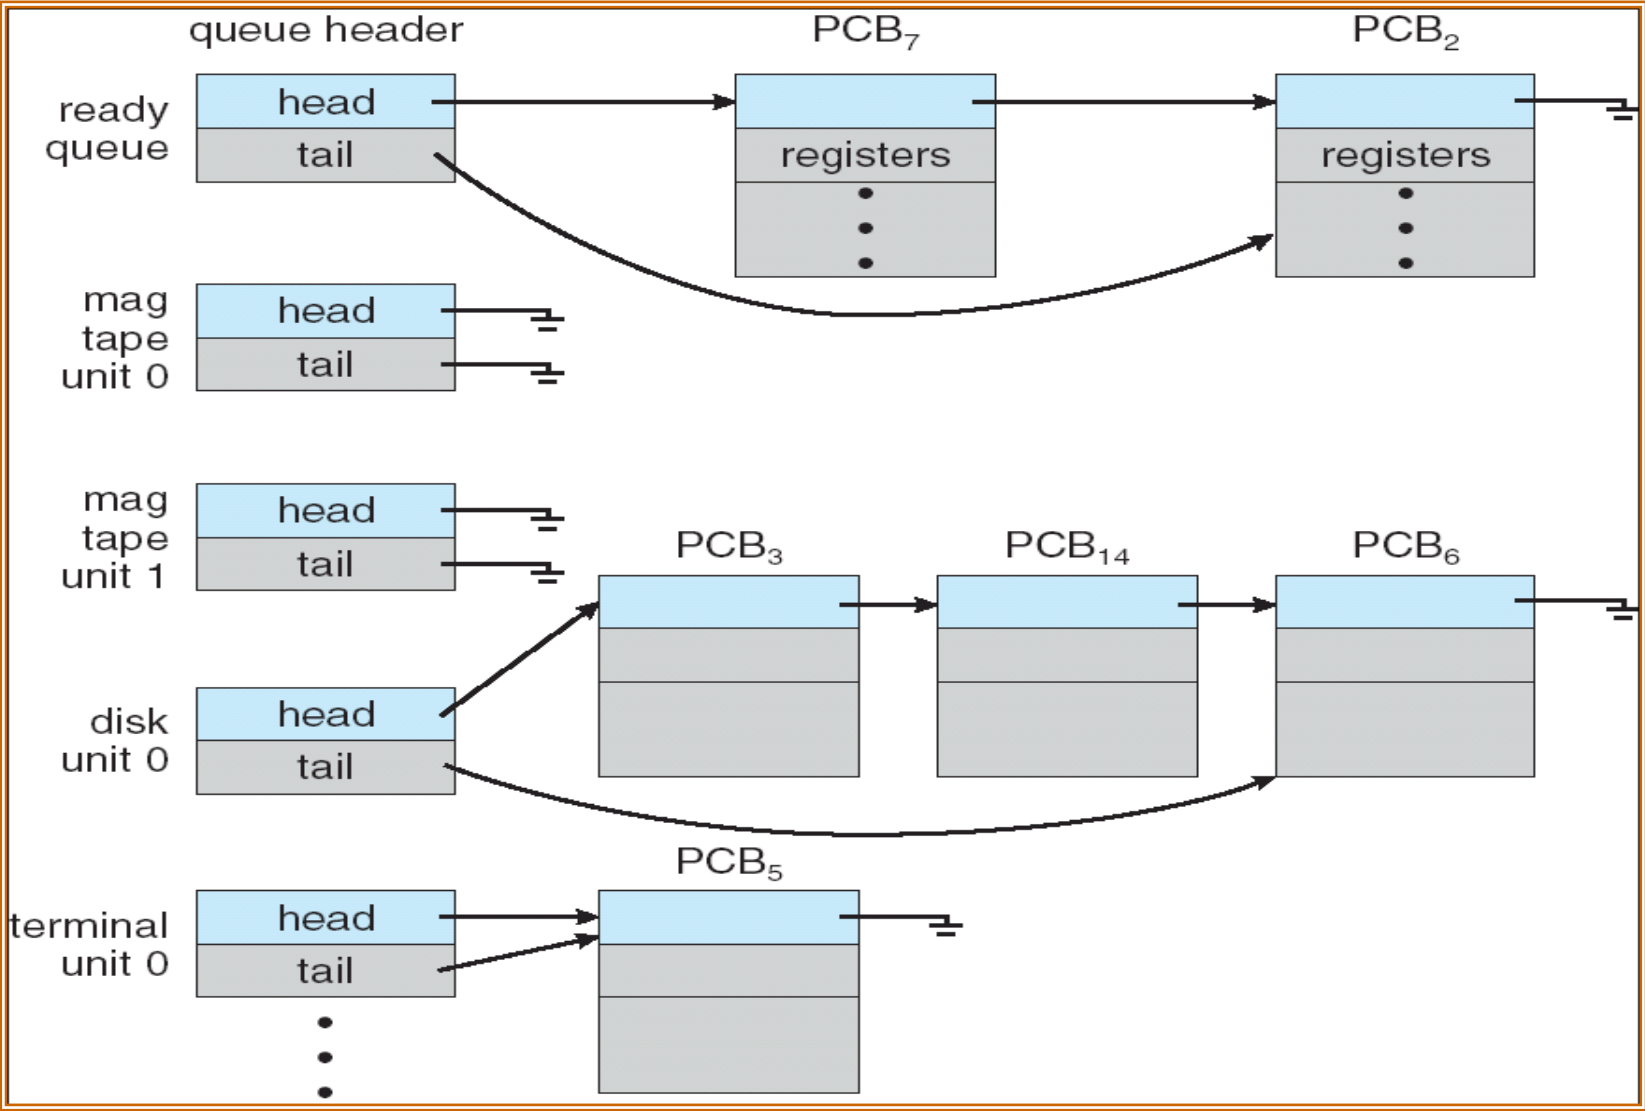 queue header
PCB₇
PCB₂
ready
queue
head
tail
registers
registers
mag
tape
unit 0
head
tail
mag
tape
unit 1
head
tail
PCB₃
PCB₁₄
PCB₆
disk
unit 0
head
tail
PCB₅
terminal
unit 0
head
tail